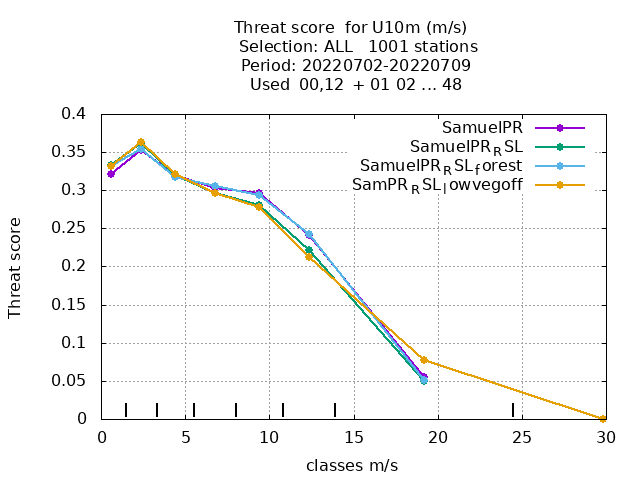 Threat score  for U10m (m/s)
Selection: ALL   1001 stations
Period: 20220702-20220709
Used  00,12  + 01 02 ... 48
0.4
0.35
0.3
0.25
0.2
0.15
0.1
0.05
0
Threat score
SamuelPR
SamuelPR_RSL
SamuelPR_RSL_forest
SamPR_RSL_lowvegoff
0 5 10 15 20 25 30
classes m/s